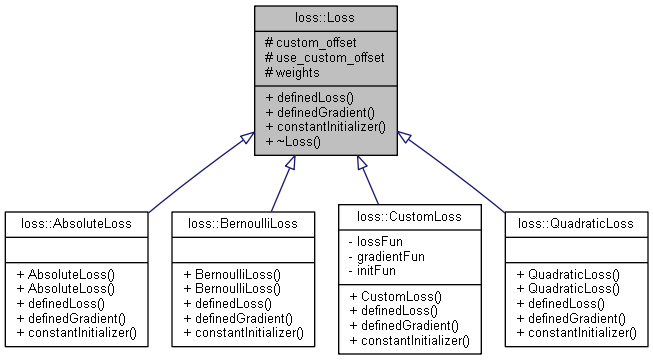 loss::Loss
# custom_offset
# use_custom_offset
# weights
+ definedLoss()
+ definedGradient()
+ constantInitializer()
+ ~Loss()
loss::AbsoluteLoss
+ AbsoluteLoss()
+ AbsoluteLoss()
+ definedLoss()
+ definedGradient()
+ constantInitializer()
loss::BernoulliLoss
+ BernoulliLoss()
+ BernoulliLoss()
+ definedLoss()
+ definedGradient()
+ constantInitializer()
loss::CustomLoss
- lossFun
- gradientFun
- initFun
+ CustomLoss()
+ definedLoss()
+ definedGradient()
+ constantInitializer()
loss::QuadraticLoss
+ QuadraticLoss()
+ QuadraticLoss()
+ definedLoss()
+ definedGradient()
+ constantInitializer()